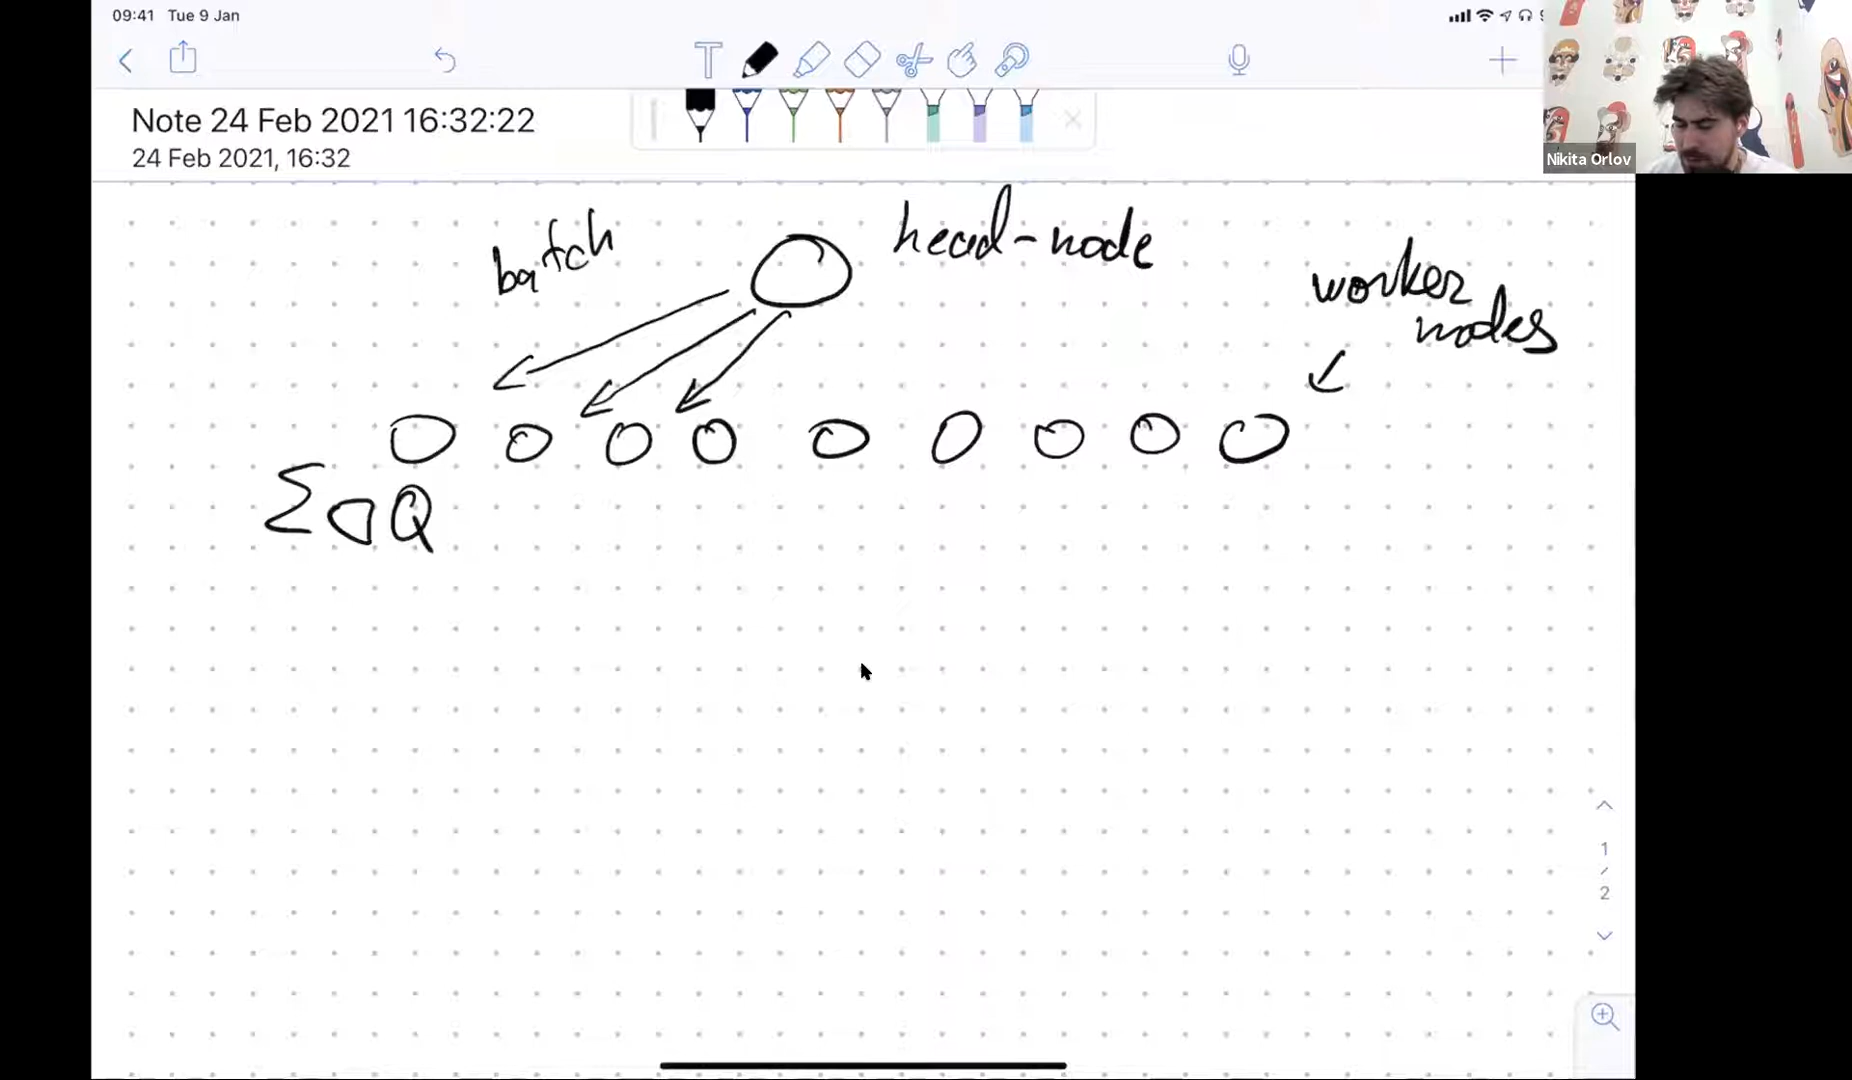 09:41 Tue 9 Jan
T
Note 24 Feb 2021 16:32:22
24 Feb 2021, 16:32
Nikita Orlov
batch
head-node
worker
nodes
Σ∇Q
1
/
2